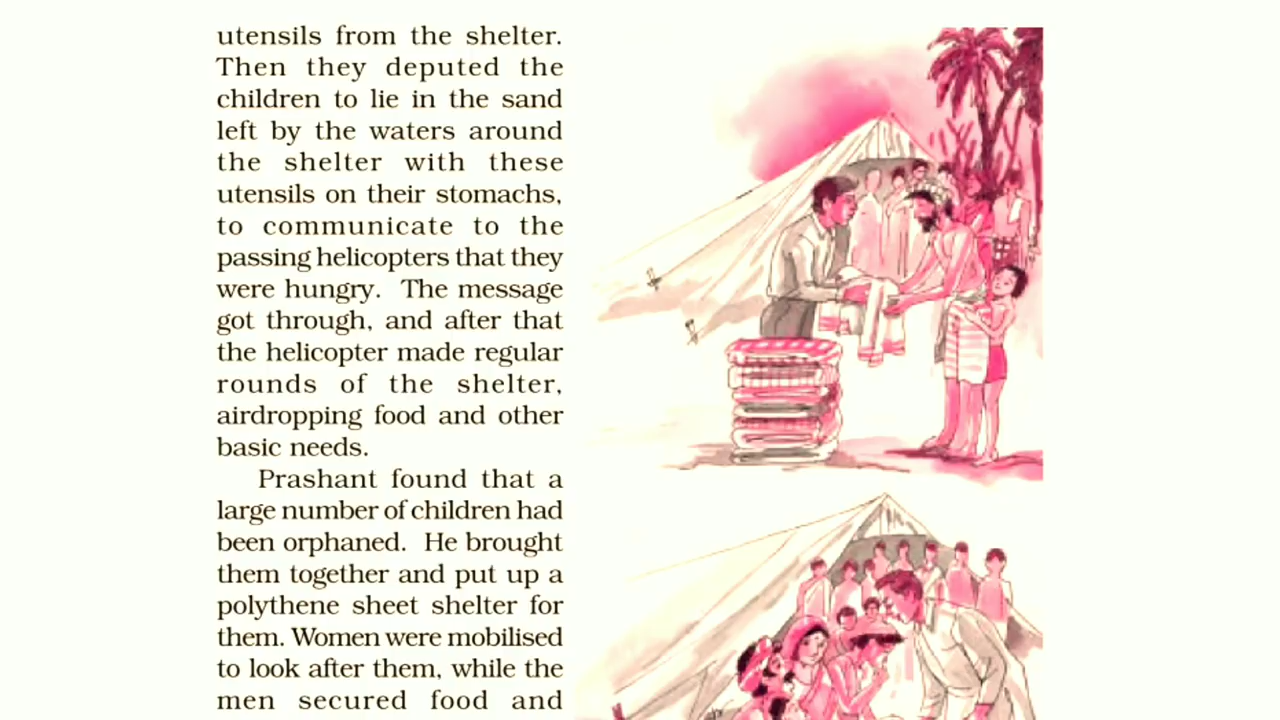 utensils from the shelter.
Then they deputed the
children to lie in the sand
left by the waters around
the shelter with these
utensils on their stomachs,
to communicate to the
passing helicopters that they
were hungry. The message
got through, and after that
the helicopter made regular
rounds of the shelter,
airdropping food and other
basic needs.
Prashant found that a
large number of children had
been orphaned. He brought
them together and put up a
polythene sheet shelter for
them. Women were mobilised
to look after them, while the
men secured food and